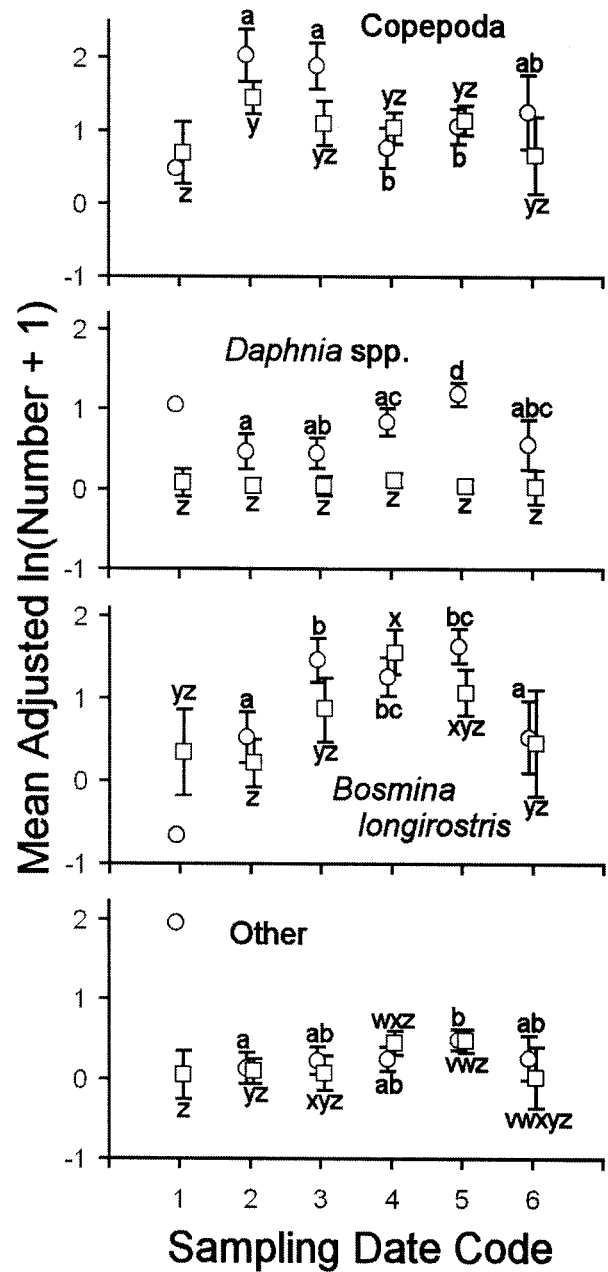 Mean Adjusted ln(Number + 1)
Copepoda
2
1
0
-1
a
a
yz
yz
ab
z
y
yz
b
b
yz
Daphnia spp.
2
1
0
-1
a
ab
ac
d
abc
z
z
z
z
z
z
2
1
0
-1
yz
a
b
x
bc
a
z
yz
bc
xyz
yz
Bosmina
longirostris
Other
2
1
0
-1
a
ab
wxz
b
ab
z
yz
xyz
ab
vwz
vwxyz
1 2 3 4 5 6
Sampling Date Code